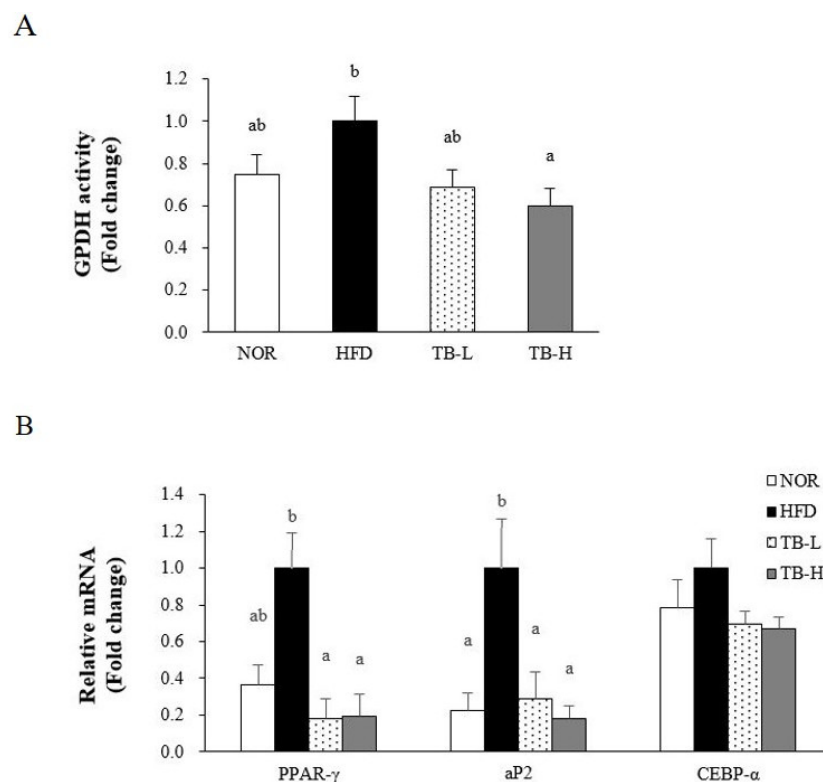 A
GPDH activity
(Fold change)
1.2
1.0
0.8
0.6
0.4
0.2
0.0
ab
b
ab
a
NOR
HFD
TB-L
TB-H
B
Relative mRNA
(Fold change)
1.4
1.2
1.0
0.8
0.6
0.4
0.2
0.0
ab
b
a
a
a
b
a
a
PPAR-γ
aP2
CEBP-α
NOR
HFD
TB-L
TB-H